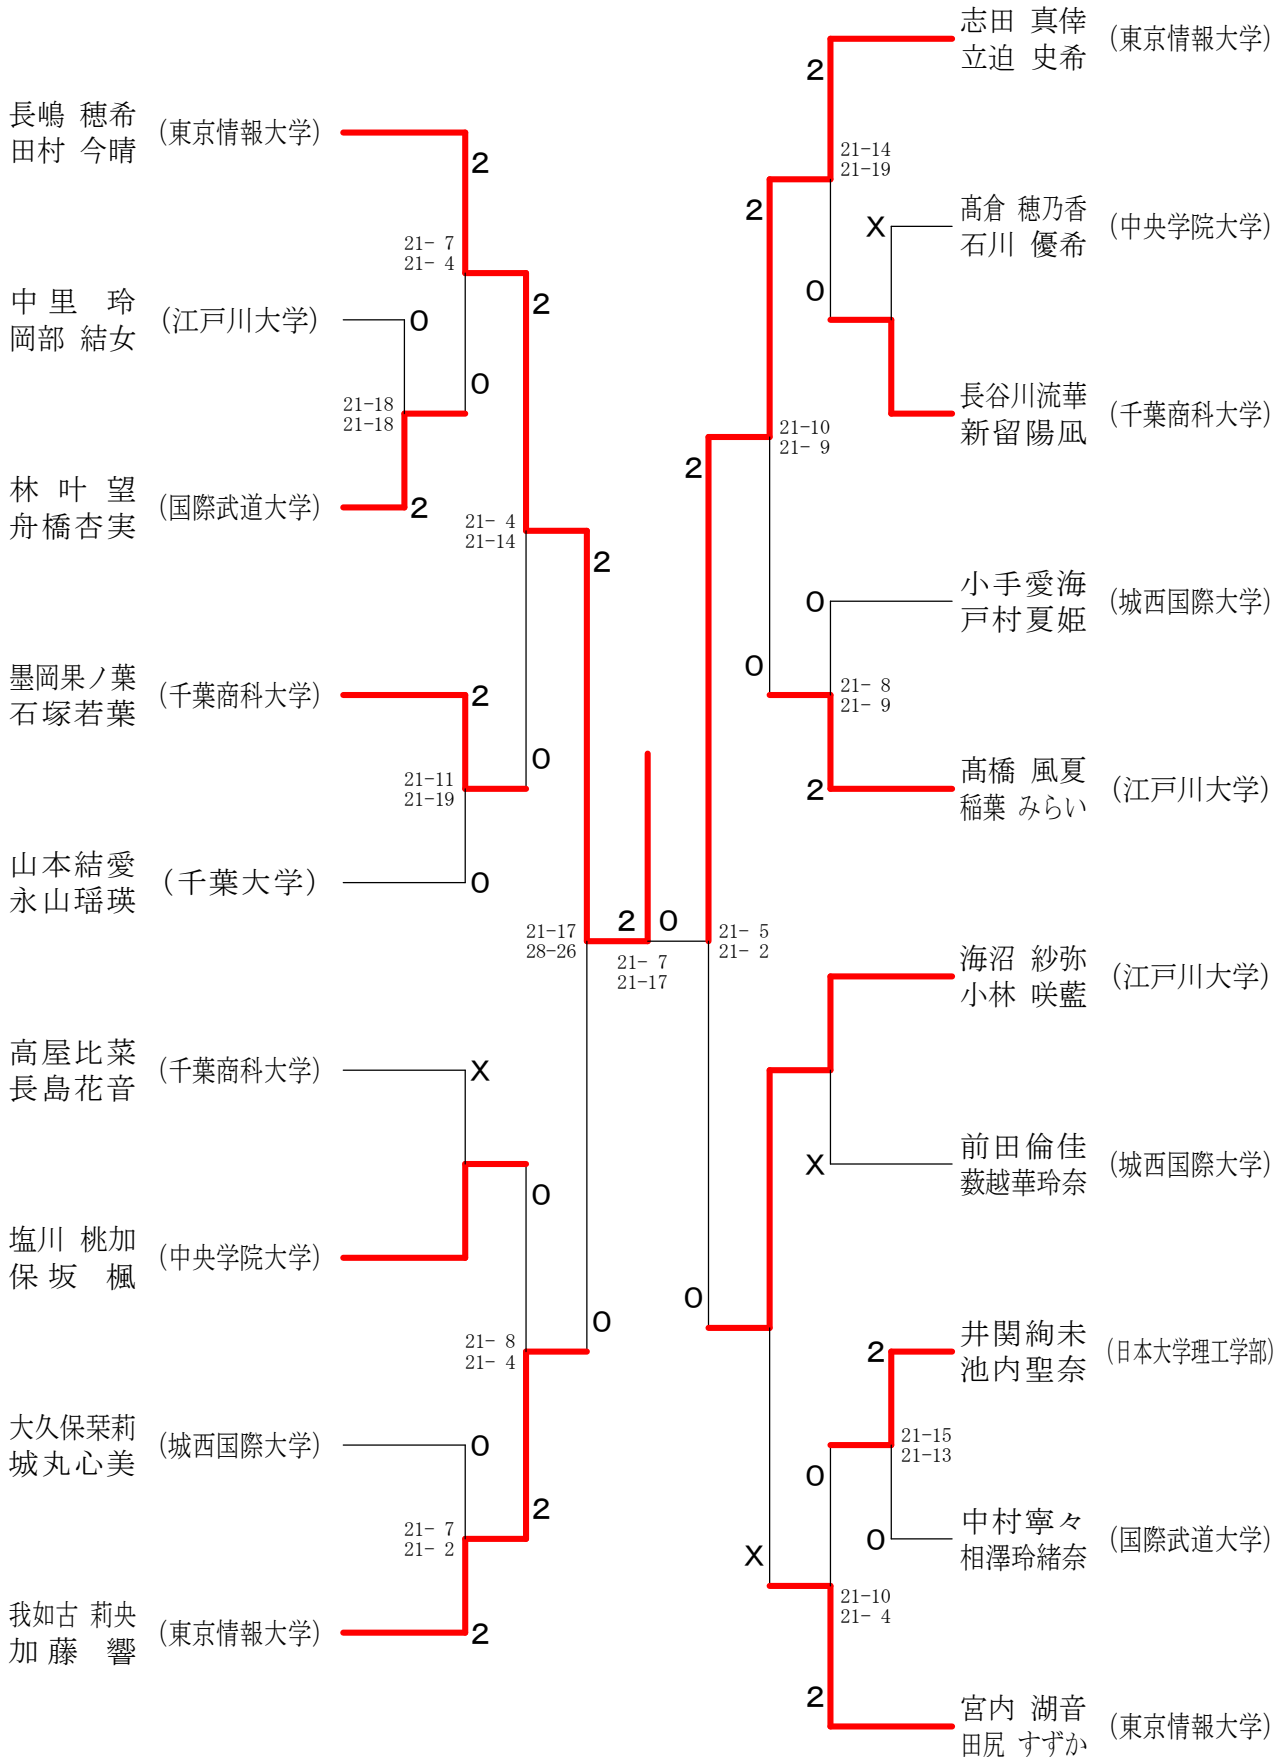 長嶋 穂希
田村 今晴
(東京情報大学)
2
21- 7
21- 4
2
中里 玲
岡部 結女
(江戸川大学)
0
0
21-18
21-18
林 叶望
舟橋杏実
(国際武道大学)
2
21- 4
21-14
2
墨岡果ノ葉
石塚若葉
(千葉商科大学)
2
0
21-11
21-19
山本結愛
永山瑶瑛
(千葉大学)
0
21-17
28-26
2
0
21- 7
21-17
高屋比菜
長島花音
(千葉商科大学)
X
0
塩川 桃加
保坂 楓
(中央学院大学)
0
21- 8
21- 4
大久保栞莉
城丸心美
(城西国際大学)
0
2
21- 7
21- 2
我如古 莉央
加藤 響
(東京情報大学)
2
志田 真倖
立迫 史希
(東京情報大学)
2
21-14
21-19
2
髙倉 穂乃香
石川 優希
(中央学院大学)
X
0
長谷川流華
新留陽凪
(千葉商科大学)
21-10
21- 9
2
小手愛海
戸村夏姫
(城西国際大学)
0
0
21- 8
21- 9
髙橋 風夏
稲葉 みらい
(江戸川大学)
2
21- 5
21- 2
海沼 紗弥
小林 咲藍
(江戸川大学)
前田倫佳
薮越華玲奈
(城西国際大学)
X
0
井関絢未
池内聖奈
(日本大学理工学部)
2
21-15
21-13
0
中村寧々
相澤玲緒奈
(国際武道大学)
0
X
21-10
21- 4
宮内 湖音
田尻 すずか
(東京情報大学)
2